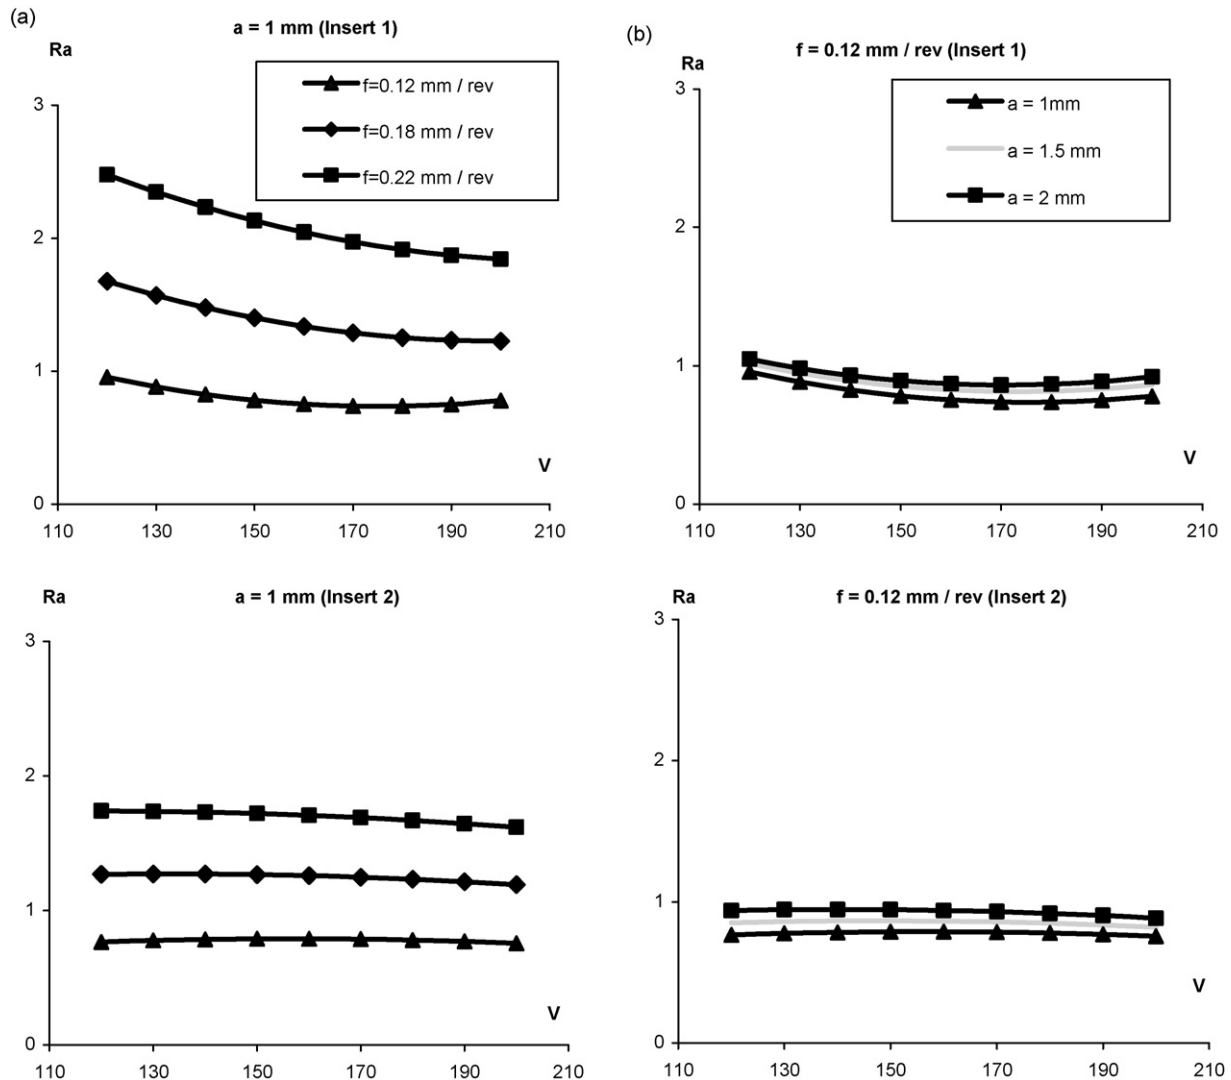 (a)
a = 1 mm (Insert 1)
Ra
f=0.12 mm / rev
f=0.18 mm / rev
f=0.22 mm / rev
3
2
1
0
V
110 130 150 170 190 210
(b)
f = 0.12 mm / rev (Insert 1)
Ra
a = 1mm
a = 1.5 mm
a = 2 mm
3
2
1
0
V
110 130 150 170 190 210
Ra
a = 1 mm (Insert 2)
3
2
1
0
V
110 130 150 170 190 210
Ra
f = 0.12 mm / rev (Insert 2)
3
2
1
0
V
110 130 150 170 190 210